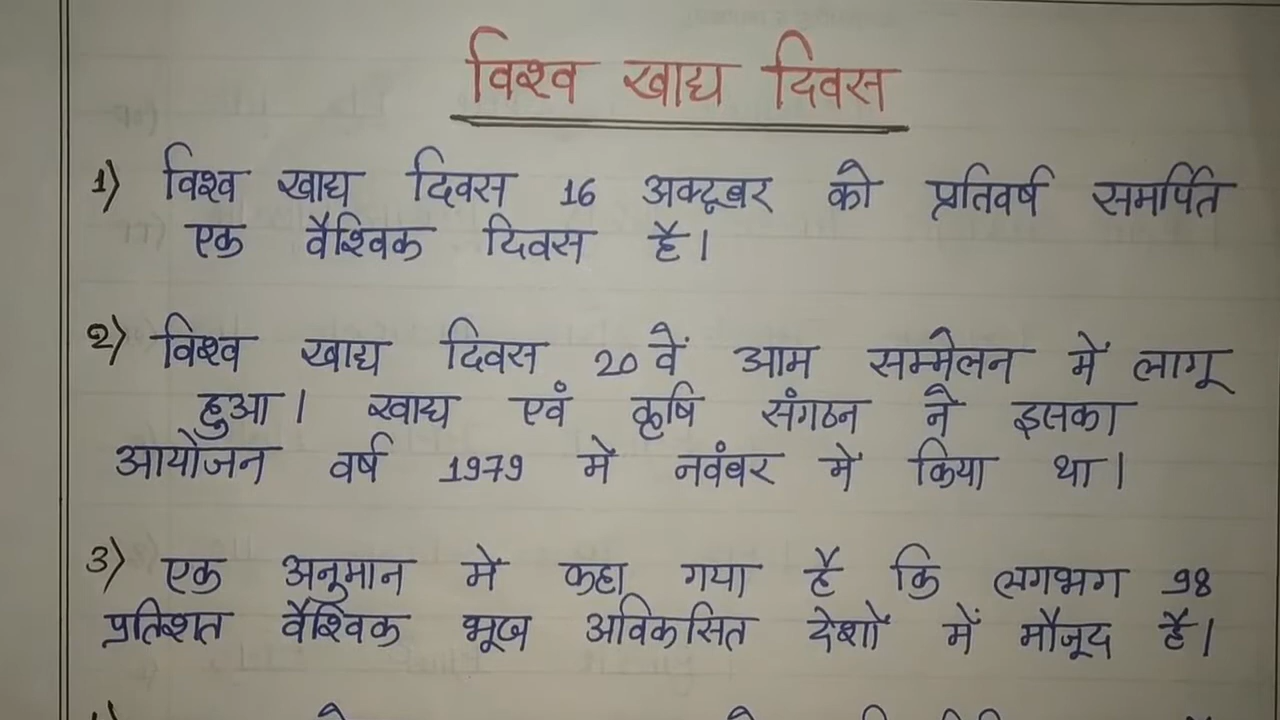 विश्व खाद्य दिवस
1) विश्व खाद्य दिवस 16 अक्टूबर को प्रतिवर्ष समर्पित
एक वैश्विक दिवस है।
2) विश्व खाद्य दिवस 20 वें आम सम्मेलन में लागू
हुआ। खाद्य एवं कृषि संगठन ने इसका
आयोजन वर्ष 1979 में नवंबर में किया था।
3) एक अनुमान में कहा गया है कि लगभग 98
प्रतिशत वैश्विक भूख अविकसित देशों में मौजूद है।